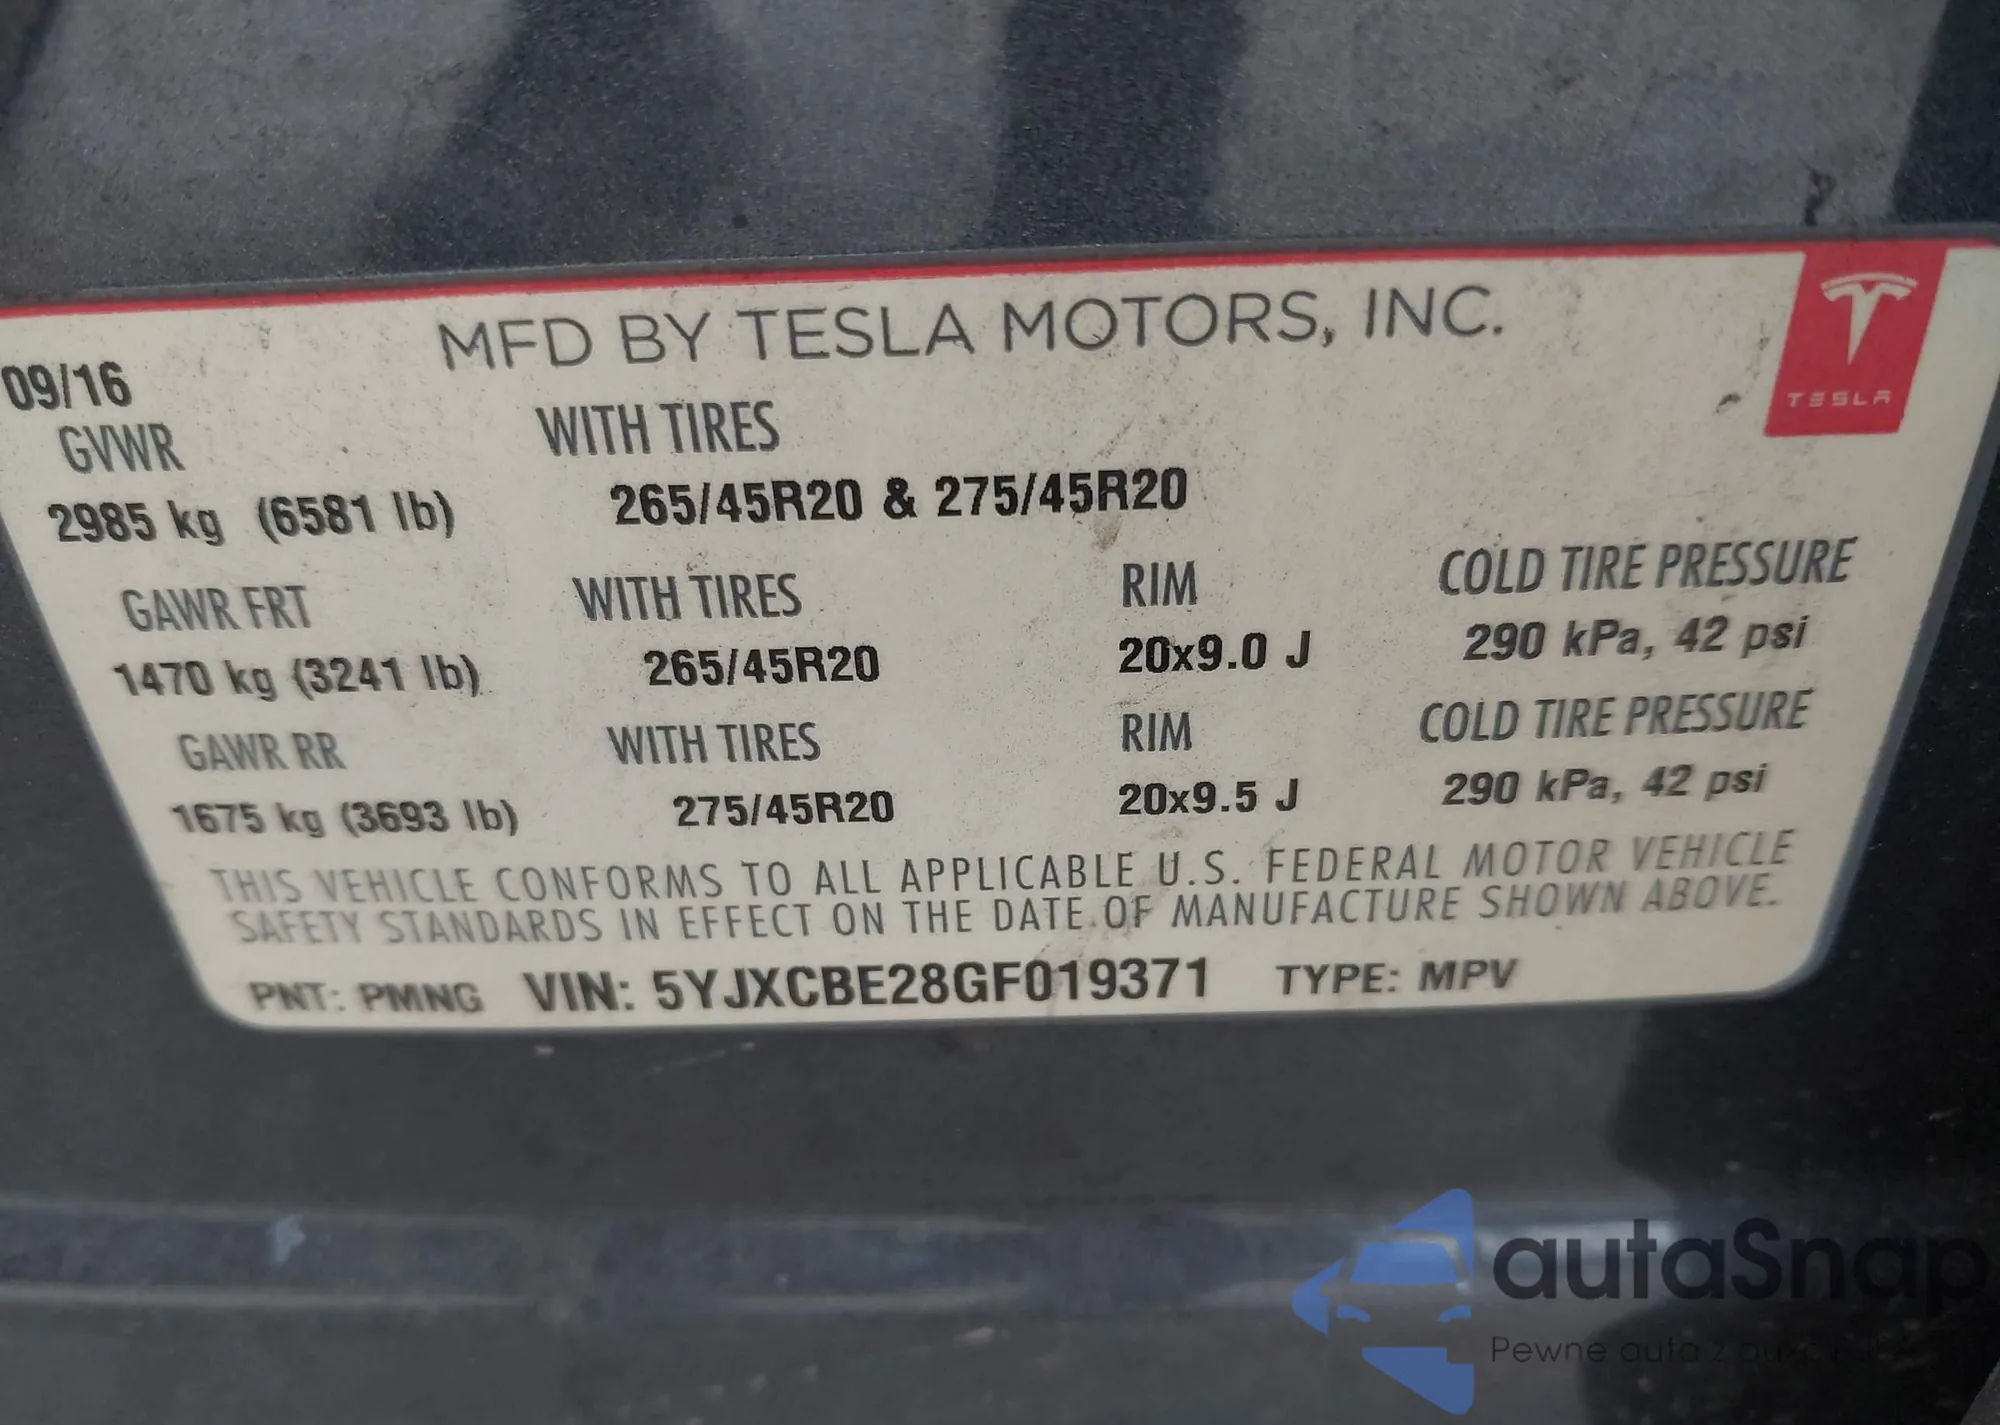 MFD BY TESLA MOTORS, INC.
TESLA
09/16
GVWR WITH TIRES
2985 kg (6581 lb) 265/45R20 & 275/45R20
GAWR FRT WITH TIRES RIM COLD TIRE PRESSURE
1470 kg (3241 lb) 265/45R20 20x9.0 J 290 kPa, 42 psi
GAWR RR WITH TIRES RIM COLD TIRE PRESSURE
1675 kg (3693 lb) 275/45R20 20x9.5 J 290 kPa, 42 psi
THIS VEHICLE CONFORMS TO ALL APPLICABLE U.S. FEDERAL MOTOR VEHICLE
SAFETY STANDARDS IN EFFECT ON THE DATE OF MANUFACTURE SHOWN ABOVE.
PNT: PMNG VIN: 5YJXCBE28GF019371 TYPE: MPV
autaSnap
Pewne auta z